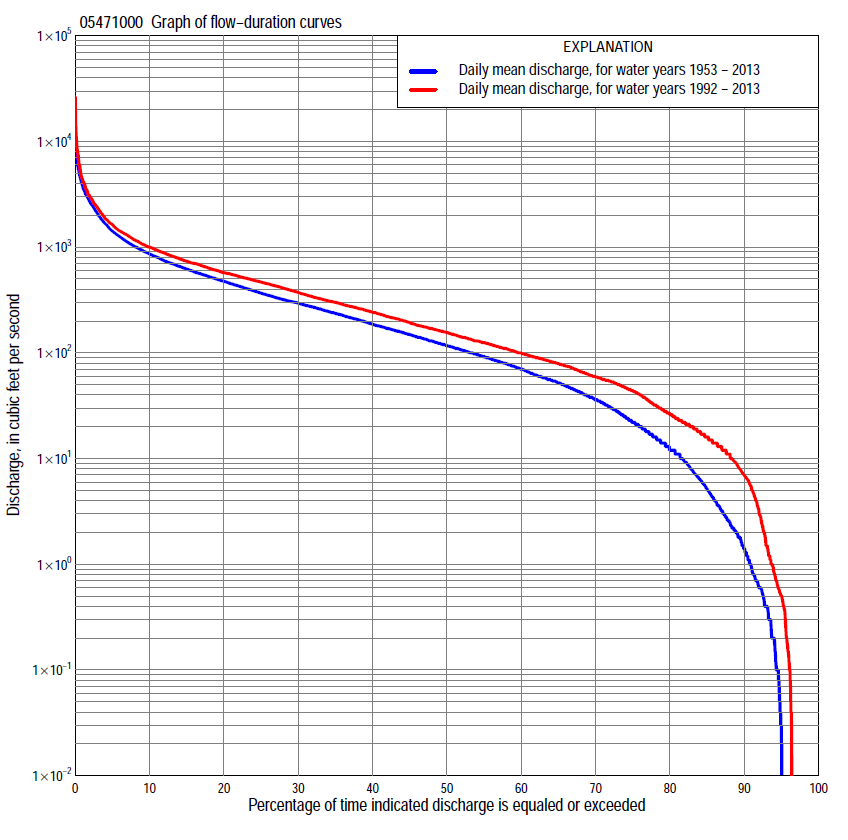 05471000 Graph of flow−duration curves
EXPLANATION
Daily mean discharge, for water years 1953 − 2013
Daily mean discharge, for water years 1992 − 2013
Discharge, in cubic feet per second
1×10⁵
1×10⁴
1×10³
1×10²
1×10¹
1×10⁰
1×10⁻¹
1×10⁻²
0 10 20 30 40 50 60 70 80 90 100
Percentage of time indicated discharge is equaled or exceeded